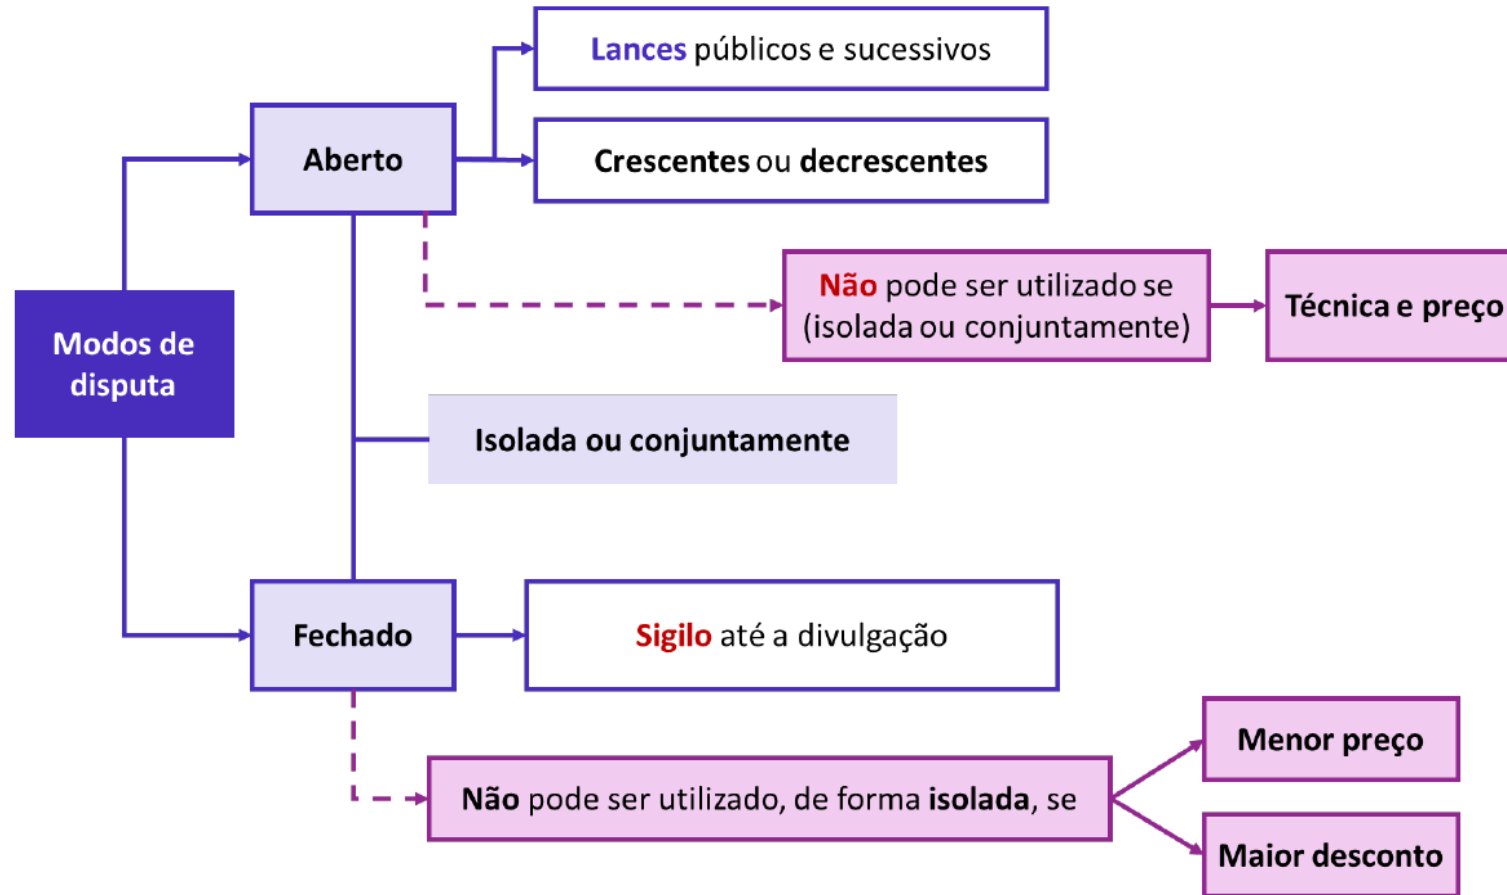 Lances públicos e sucessivos
Aberto
Crescentes ou decrescentes
Não pode ser utilizado se
(isolada ou conjuntamente)
Técnica e preço
Modos de
disputa
Isolada ou conjuntamente
Fechado
Sigilo até a divulgação
Não pode ser utilizado, de forma isolada, se
Menor preço
Maior desconto